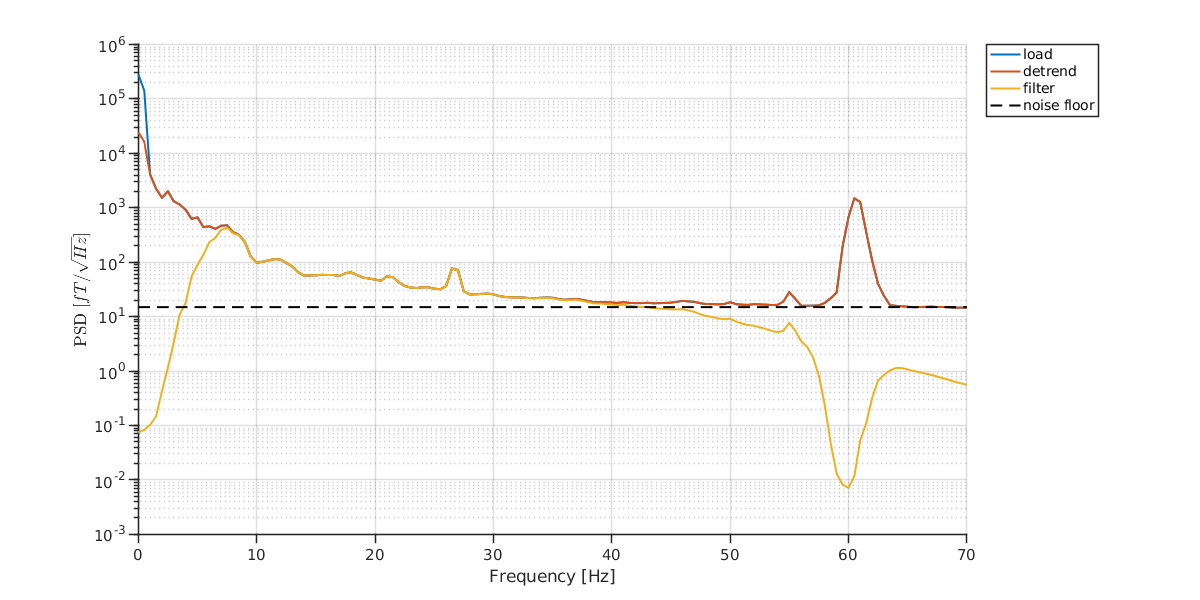 load
detrend
filter
noise floor
10^6
10^5
10^4
10^3
10^2
10^1
10^0
10^-1
10^-2
10^-3
PSD [fT/√Hz]
0 10 20 30 40 50 60 70
Frequency [Hz]